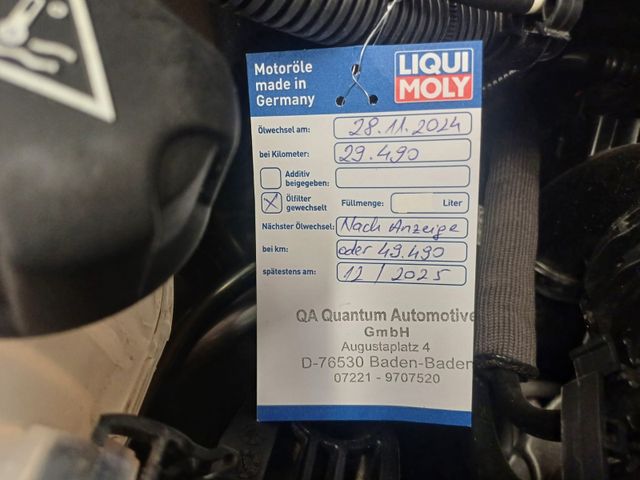 Motoröle
made in
Germany
LIQUI
MOLY
Ölwechsel am: 28.11.2024
bei Kilometer: 29.490
Additiv
beigegeben:
Ölfilter
gewechselt
Füllmenge: Liter
Nächster Ölwechsel: Nach Anzeige
bei km: oder 49.490
spätestens am: 12/2025
QA Quantum Automotive
GmbH
Augustaplatz 4
D-76530 Baden-Baden
07221 - 9707520